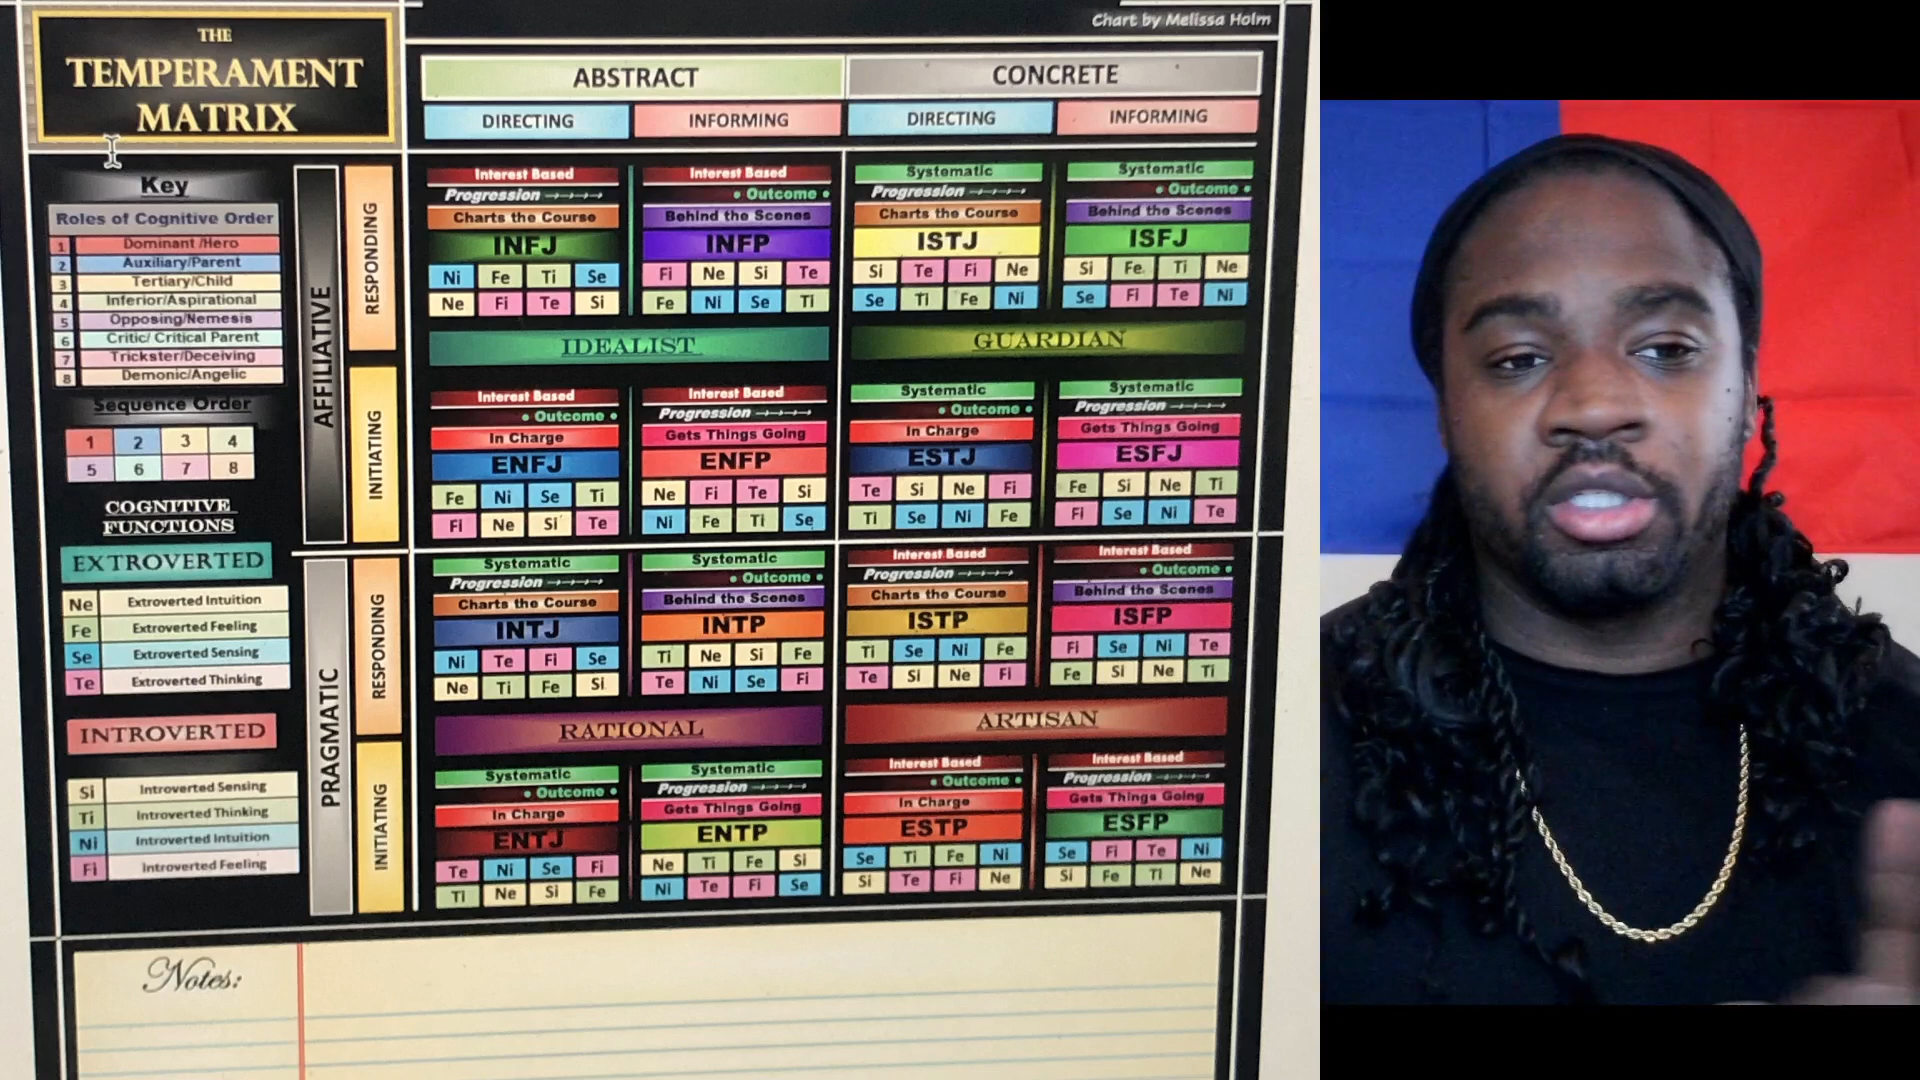 Chart by Melissa Holm
THE
TEMPERAMENT
MATRIX
ABSTRACT
CONCRETE
DIRECTING
INFORMING
DIRECTING
INFORMING
Key
Roles of Cognitive Order
1 Dominant /Hero
2 Auxiliary/Parent
3 Tertiary/Child
4 Inferior/Aspirational
5 Opposing/Nemesis
6 Critic/ Critical Parent
7 Trickster/Deceiving
8 Demonic/Angelic
Sequence Order
1 2 3 4
5 6 7 8
COGNITIVE
FUNCTIONS
EXTROVERTED
Ne Extroverted Intuition
Fe Extroverted Feeling
Se Extroverted Sensing
Te Extroverted Thinking
INTROVERTED
Si Introverted Sensing
Ti Introverted Thinking
Ni Introverted Intuition
Fi Introverted Feeling
AFFILIATIVE
RESPONDING
INITIATING
PRAGMATIC
RESPONDING
INITIATING
Interest Based
Progression
Charts the Course
INFJ
Ni Fe Ti Se
Ne Fi Te Si
Interest Based
• Outcome •
Behind the Scenes
INFP
Fi Ne Si Te
Fe Ni Se Ti
Systematic
Progression
Charts the Course
ISTJ
Si Te Fi Ne
Se Ti Fe Ni
Systematic
• Outcome •
Behind the Scenes
ISFJ
Si Fe Ti Ne
Se Fi Te Ni
IDEALIST
GUARDIAN
Interest Based
• Outcome •
In Charge
ENFJ
Fe Ni Se Ti
Fi Ne Si Te
Interest Based
Progression
Gets Things Going
ENFP
Ne Fi Te Si
Ni Fe Ti Se
Systematic
• Outcome •
In Charge
ESTJ
Te Si Ne Fi
Ti Se Ni Fe
Systematic
Progression
Gets Things Going
ESFJ
Fe Si Ne Ti
Fi Se Ni Te
Systematic
Progression
Charts the Course
INTJ
Ni Te Fi Se
Ne Ti Fe Si
Systematic
• Outcome •
Behind the Scenes
INTP
Ti Ne Si Fe
Te Ni Se Fi
Interest Based
Progression
Charts the Course
ISTP
Ti Se Ni Fe
Te Si Ne Fi
Interest Based
• Outcome •
Behind the Scenes
ISFP
Fi Se Ni Te
Fe Si Ne Ti
RATIONAL
ARTISAN
Systematic
• Outcome •
In Charge
ENTJ
Te Ni Se Fi
Ti Ne Si Fe
Systematic
Progression
Gets Things Going
ENTP
Ne Ti Fe Si
Ni Te Fi Se
Interest Based
• Outcome •
In Charge
ESTP
Se Ti Fe Ni
Si Te Fi Ne
Interest Based
Progression
Gets Things Going
ESFP
Se Fi Te Ni
Si Fe Ti Ne
Notes: